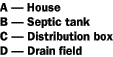 A — House
B — Septic tank
C — Distribution box
D — Drain field